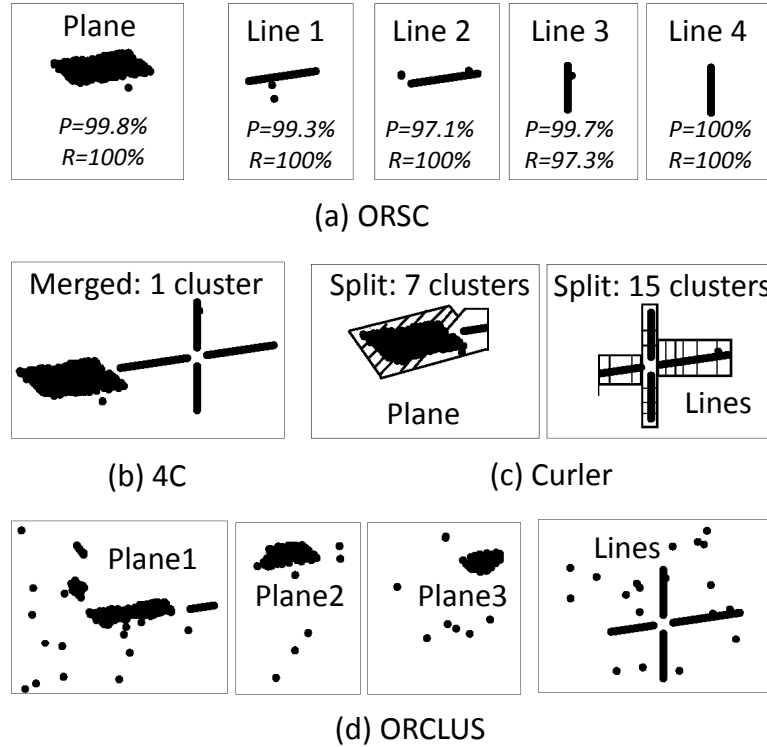 Plane
P=99.8%
R=100%
Line 1
P=99.3%
R=100%
Line 2
P=97.1%
R=100%
Line 3
P=99.7%
R=97.3%
Line 4
P=100%
R=100%
(a) ORSC
Merged: 1 cluster
(b) 4C
Split: 7 clusters
Plane
Split: 15 clusters
Lines
(c) Curler
Plane1
Plane2
Plane3
Lines
(d) ORCLUS